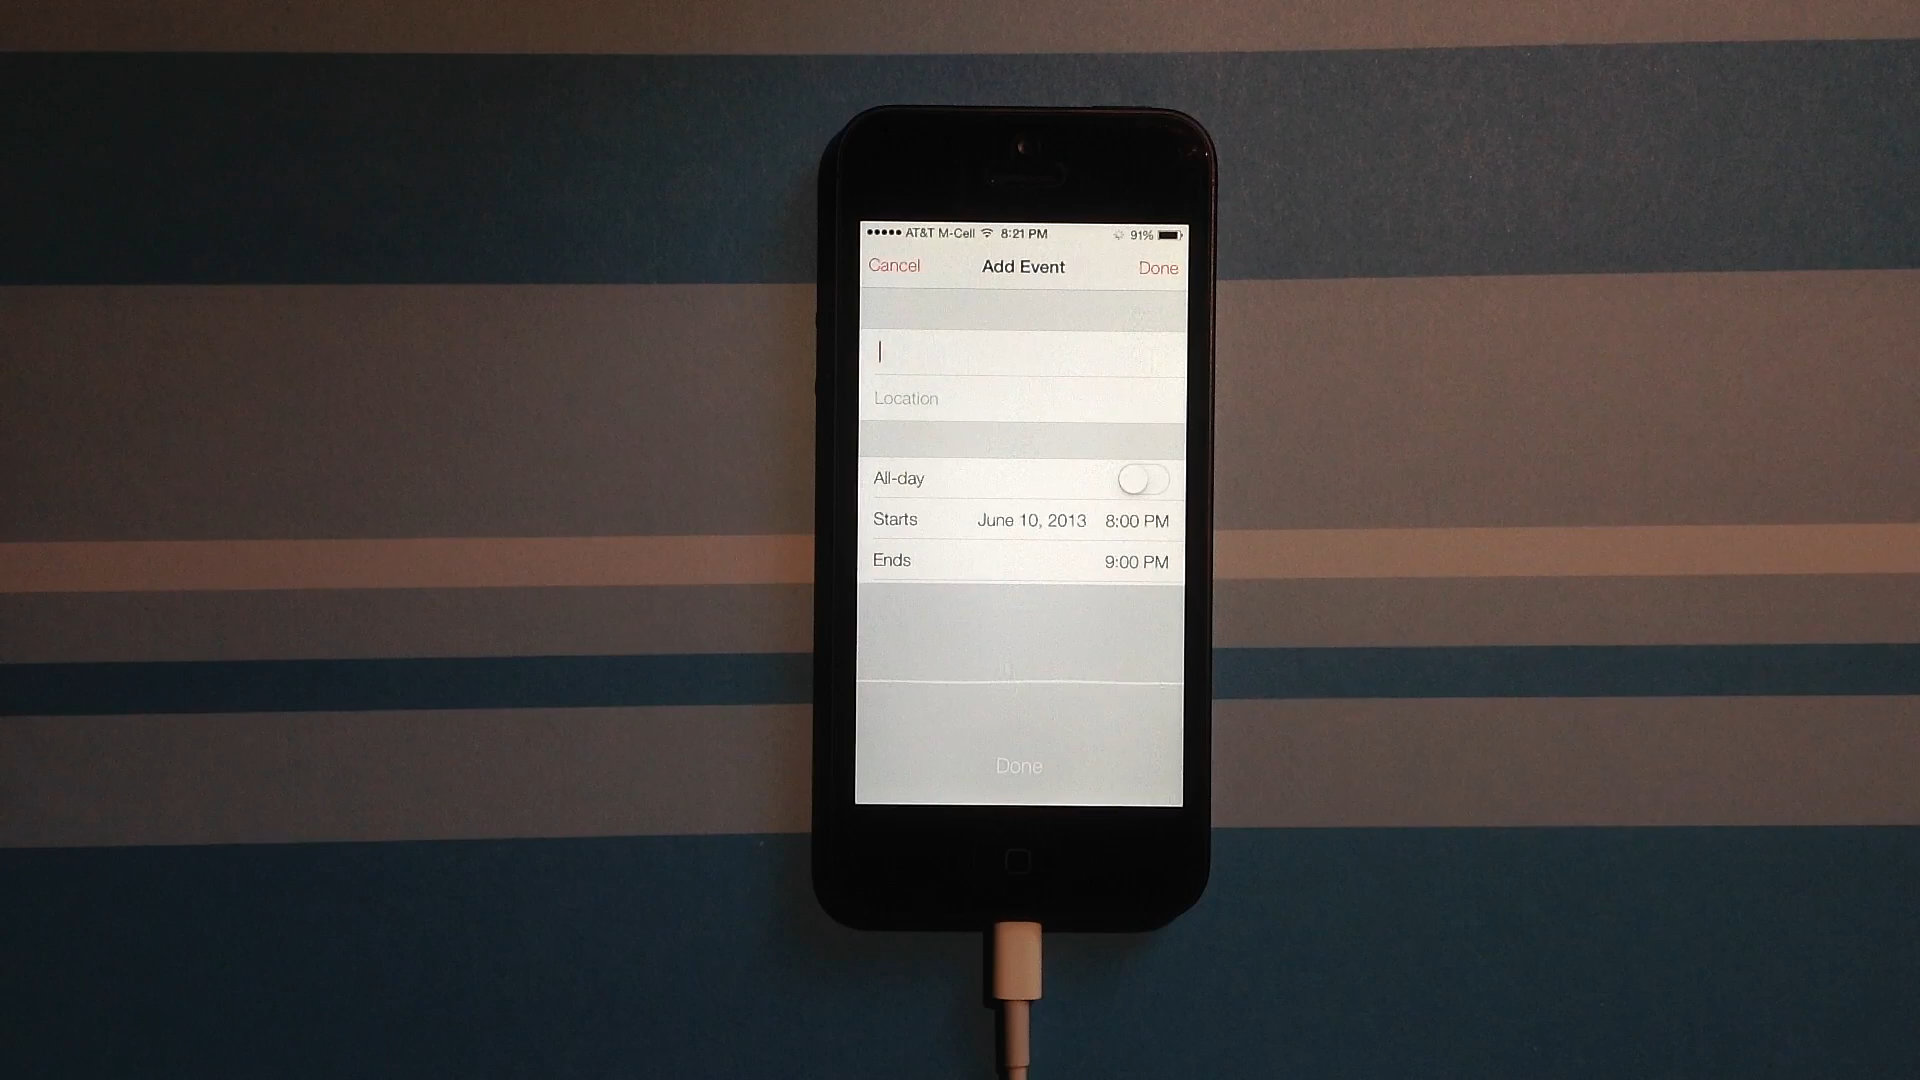 AT&T M-Cell 8:21 PM 91%
Cancel Add Event Done
Location
All-day
Starts June 10, 2013 8:00 PM
Ends 9:00 PM
Done